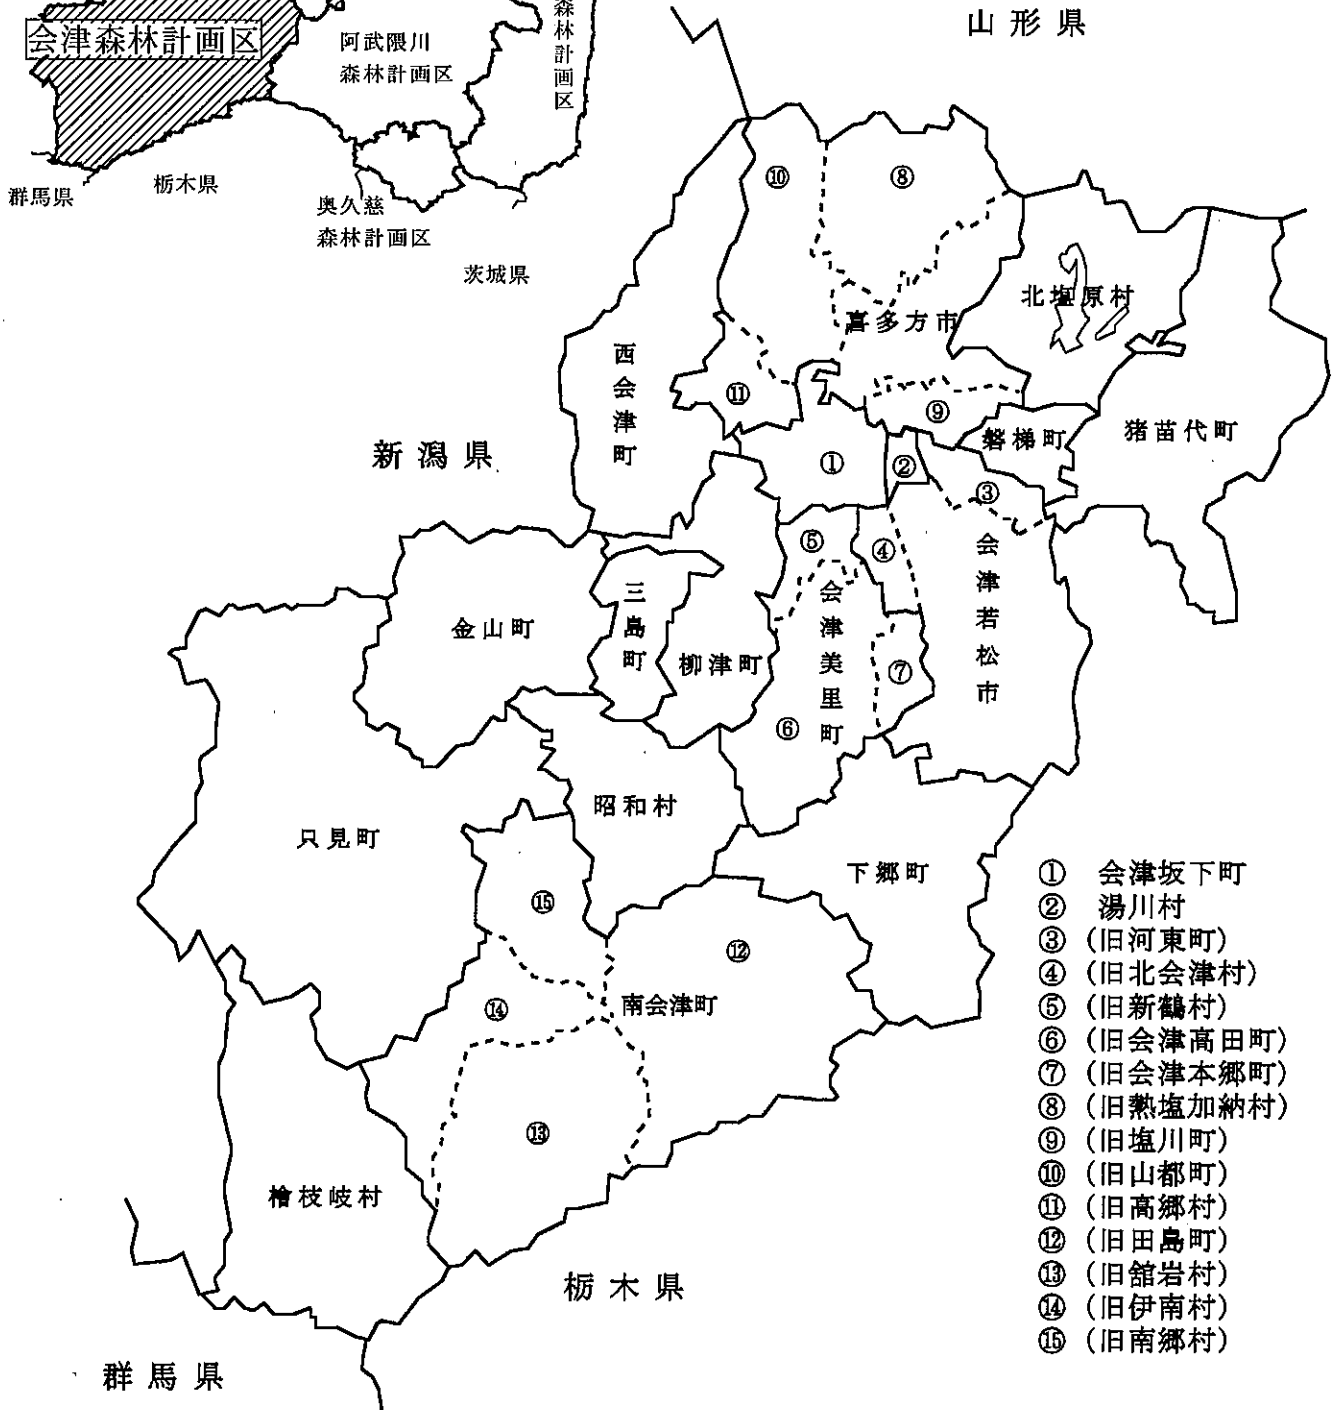 会津森林計画区
阿武隈川
森林計画区
森林計画区
群馬県
栃木県
奥久慈
森林計画区
茨城県
山形県
⑩
⑧
北塩原村
喜多方市
西会津町
⑪
⑨
磐梯町
猪苗代町
新潟県
①
②
③
⑤
④
会津若松市
三島町
会津美里町
金山町
柳津町
⑦
⑥
昭和村
只見町
下郷町
⑮
⑫
⑭
南会津町
⑬
檜枝岐村
栃木県
群馬県
① 会津坂下町
② 湯川村
③ (旧河東町)
④ (旧北会津村)
⑤ (旧新鶴村)
⑥ (旧会津高田町)
⑦ (旧会津本郷町)
⑧ (旧熱塩加納村)
⑨ (旧塩川町)
⑩ (旧山都町)
⑪ (旧高郷村)
⑫ (旧田島町)
⑬ (旧舘岩村)
⑭ (旧伊南村)
⑮ (旧南郷村)